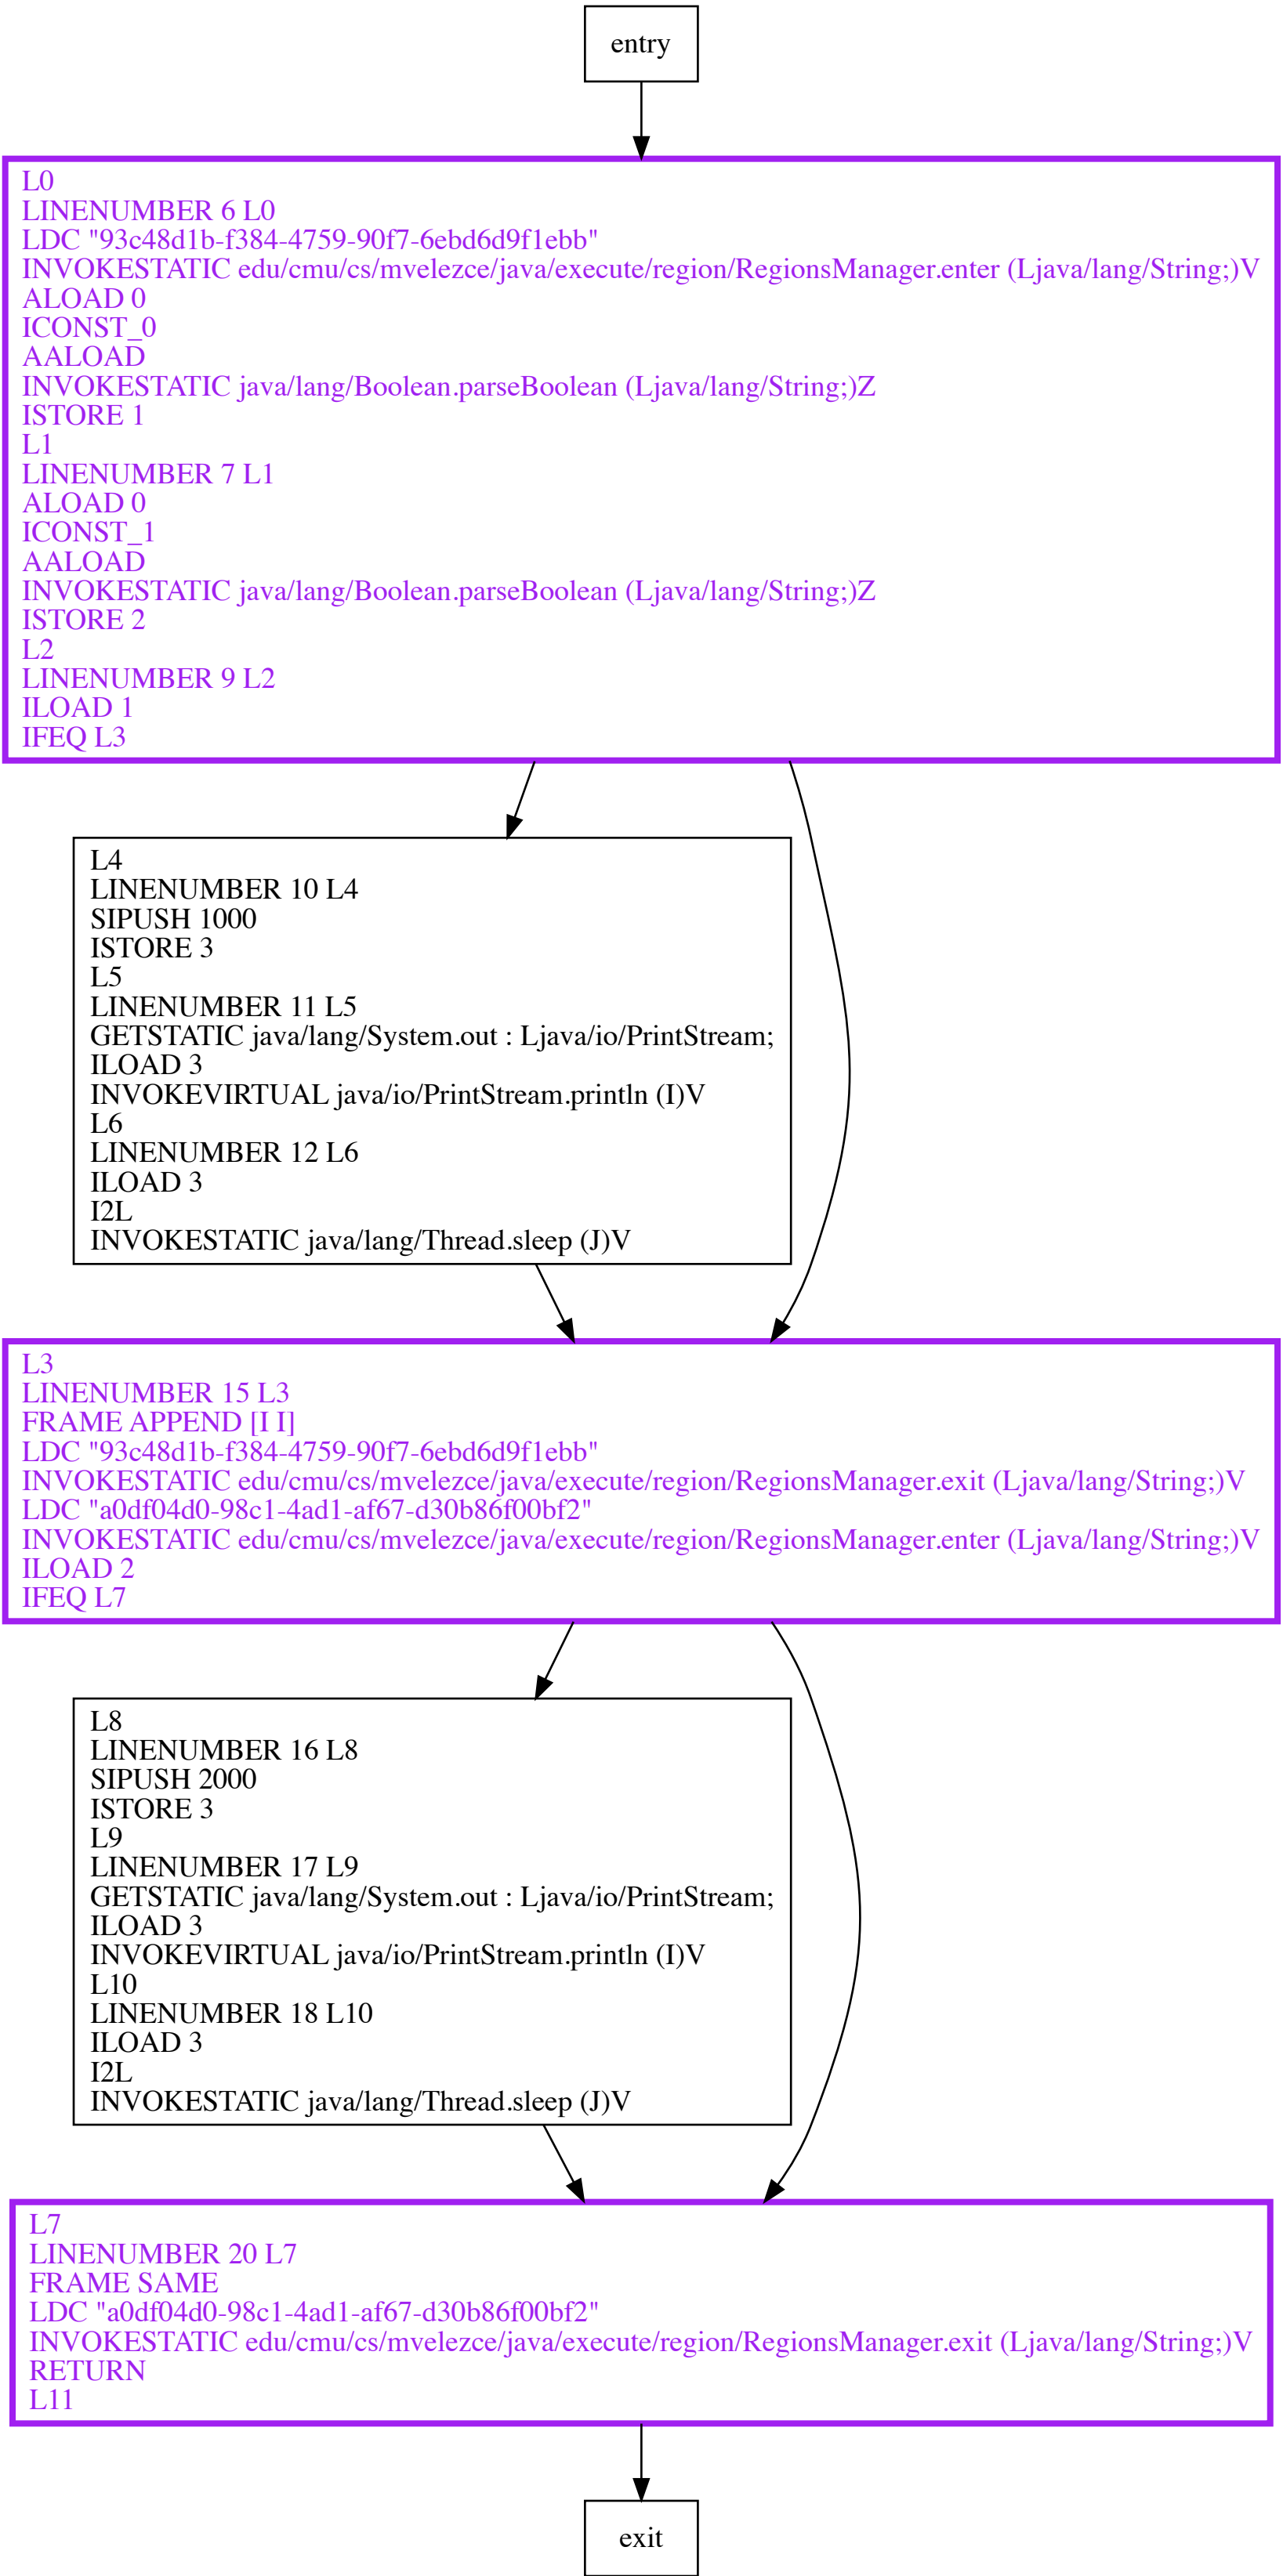 entry
L0
LINENUMBER 6 L0
LDC "93c48d1b-f384-4759-90f7-6ebd6d9f1ebb"
INVOKESTATIC edu/cmu/cs/mvelezce/java/execute/region/RegionsManager.enter (Ljava/lang/String;)V
ALOAD 0
ICONST_0
AALOAD
INVOKESTATIC java/lang/Boolean.parseBoolean (Ljava/lang/String;)Z
ISTORE 1
L1
LINENUMBER 7 L1
ALOAD 0
ICONST_1
AALOAD
INVOKESTATIC java/lang/Boolean.parseBoolean (Ljava/lang/String;)Z
ISTORE 2
L2
LINENUMBER 9 L2
ILOAD 1
IFEQ L3
L4
LINENUMBER 10 L4
SIPUSH 1000
ISTORE 3
L5
LINENUMBER 11 L5
GETSTATIC java/lang/System.out : Ljava/io/PrintStream;
ILOAD 3
INVOKEVIRTUAL java/io/PrintStream.println (I)V
L6
LINENUMBER 12 L6
ILOAD 3
I2L
INVOKESTATIC java/lang/Thread.sleep (J)V
L3
LINENUMBER 15 L3
FRAME APPEND [I I]
LDC "93c48d1b-f384-4759-90f7-6ebd6d9f1ebb"
INVOKESTATIC edu/cmu/cs/mvelezce/java/execute/region/RegionsManager.exit (Ljava/lang/String;)V
LDC "a0df04d0-98c1-4ad1-af67-d30b86f00bf2"
INVOKESTATIC edu/cmu/cs/mvelezce/java/execute/region/RegionsManager.enter (Ljava/lang/String;)V
ILOAD 2
IFEQ L7
L8
LINENUMBER 16 L8
SIPUSH 2000
ISTORE 3
L9
LINENUMBER 17 L9
GETSTATIC java/lang/System.out : Ljava/io/PrintStream;
ILOAD 3
INVOKEVIRTUAL java/io/PrintStream.println (I)V
L10
LINENUMBER 18 L10
ILOAD 3
I2L
INVOKESTATIC java/lang/Thread.sleep (J)V
L7
LINENUMBER 20 L7
FRAME SAME
LDC "a0df04d0-98c1-4ad1-af67-d30b86f00bf2"
INVOKESTATIC edu/cmu/cs/mvelezce/java/execute/region/RegionsManager.exit (Ljava/lang/String;)V
RETURN
L11
exit